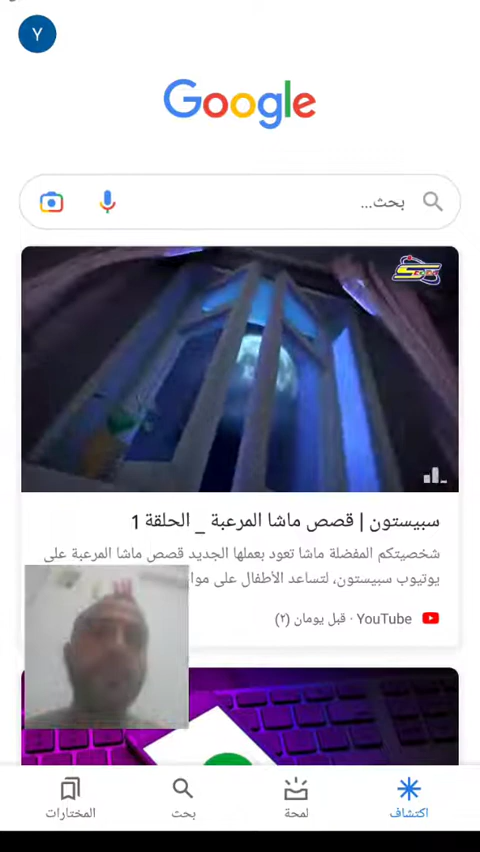 Y
Google
بحث...
سبيستون | قصص ماشا المرعبة _ الحلقة 1
شخصيتكم المفضلة ماشا تعود بعملها الجديد قصص ماشا المرعبة على
يوتيوب سبيستون، لتساعد الأطفال على
YouTube · قبل يومان (٢)
اكتشاف
لمحة
بحث
المختارات